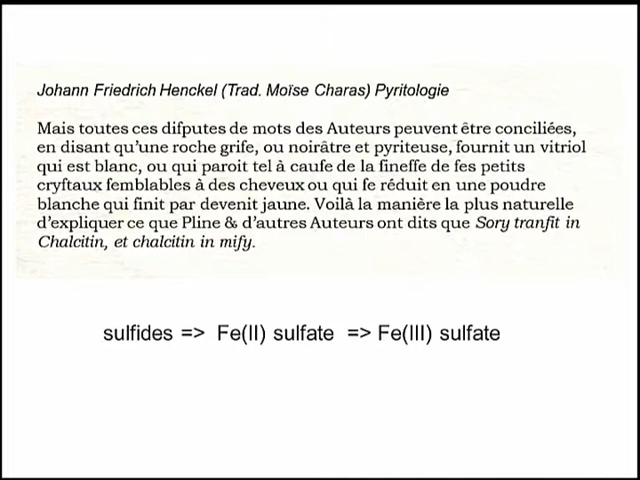 Johann Friedrich Henckel (Trad. Moïse Charas) Pyritologie
Mais toutes ces difputes de mots des Auteurs peuvent être conciliées,
en disant qu'une roche grife, ou noirâtre et pyriteuse, fournit un vitriol
qui est blanc, ou qui paroit tel à caufe de la fineffe de fes petits
cryftaux femblables à des cheveux ou qui fe réduit en une poudre
blanche qui finit par devenit jaune. Voilà la manière la plus naturelle
d'expliquer ce que Pline & d'autres Auteurs ont dits que Sory tranfit in
Chalcitin, et chalcitin in mify.
sulfides => Fe(II) sulfate => Fe(III) sulfate